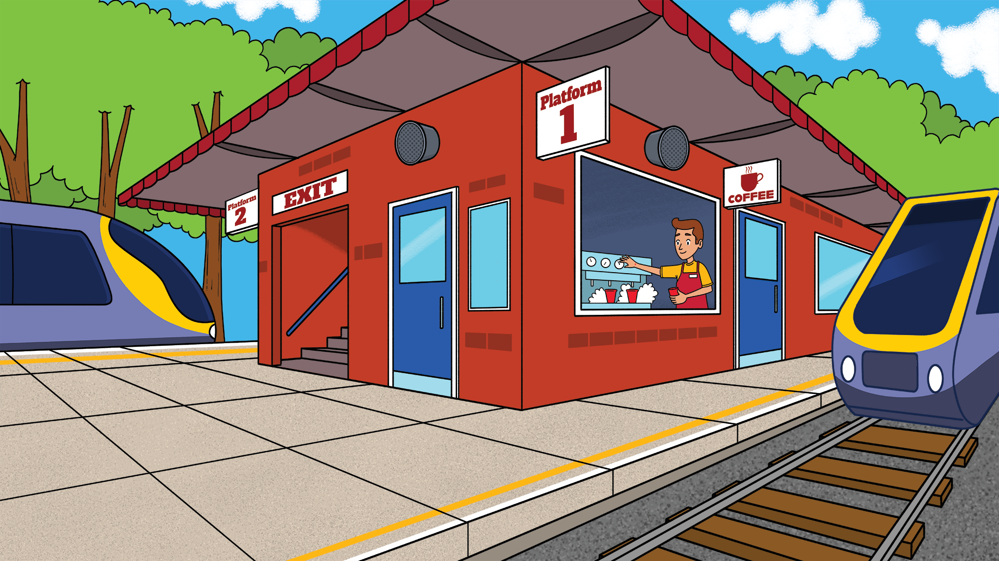 Platform
1
COFFEE
EXIT
Platform
2